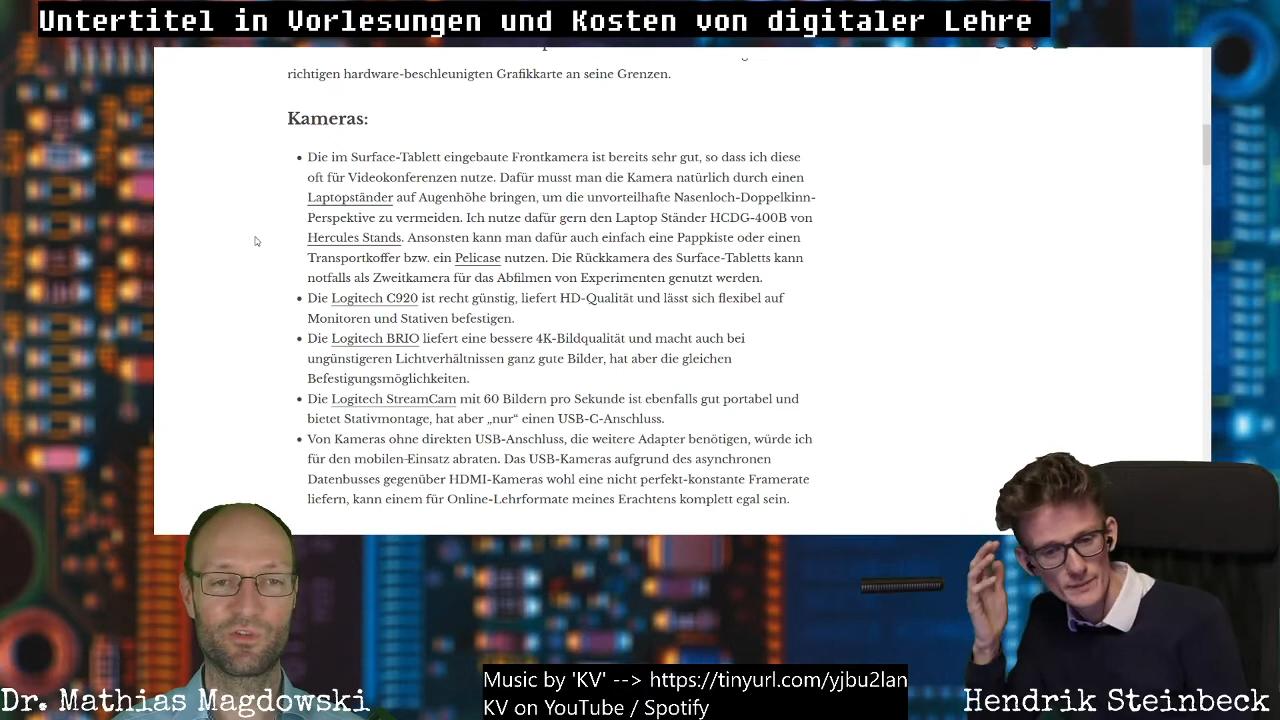 Untertitel in Vorlesungen und Kosten von digitaler Lehre
richtigen hardware-beschleunigten Grafikkarte an seine Grenzen.
Kameras:
• Die im Surface-Tablett eingebaute Frontkamera ist bereits sehr gut, so dass ich diese
oft für Videokonferenzen nutze. Dafür musst man die Kamera natürlich durch einen
Laptopständer auf Augenhöhe bringen, um die unvorteilhafte Nasenloch-Doppelkinn-
Perspektive zu vermeiden. Ich nutze dafür gern den Laptop Ständer HCDG-400B von
Hercules Stands. Ansonsten kann man dafür auch einfach eine Pappkiste oder einen
Transportkoffer bzw. ein Pelicase nutzen. Die Rückkamera des Surface-Tabletts kann
notfalls als Zweitkamera für das Abfilmen von Experimenten genutzt werden.
• Die Logitech C920 ist recht günstig, liefert HD-Qualität und lässt sich flexibel auf
Monitoren und Stativen befestigen.
• Die Logitech BRIO liefert eine bessere 4K-Bildqualität und macht auch bei
ungünstigeren Lichtverhältnissen ganz gute Bilder, hat aber die gleichen
Befestigungsmöglichkeiten.
• Die Logitech StreamCam mit 60 Bildern pro Sekunde ist ebenfalls gut portabel und
bietet Stativmontage, hat aber „nur“ einen USB-C-Anschluss.
• Von Kameras ohne direkten USB-Anschluss, die weitere Adapter benötigen, würde ich
für den mobilen Einsatz abraten. Das USB-Kameras aufgrund des asynchronen
Datenbusses gegenüber HDMI-Kameras wohl eine nicht perfekt-konstante Framerate
liefern, kann einem für Online-Lehrformate meines Erachtens komplett egal sein.
Dr. Mathias Magdowski
Music by 'KV' --> https://tinyurl.com/yjbu2lan
KV on YouTube / Spotify
Hendrik Steinbeck